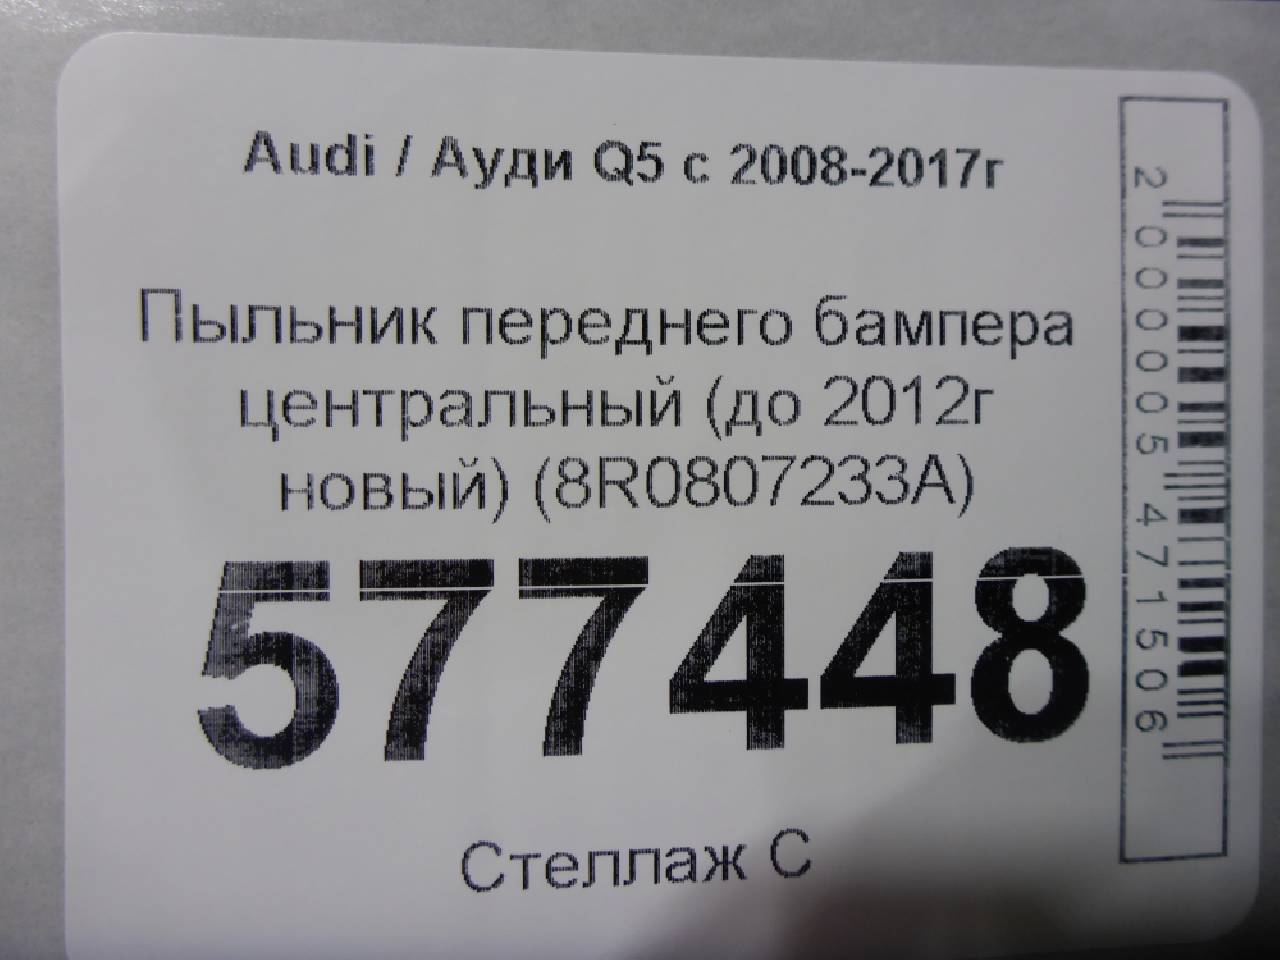 Audi / Ауди Q5 с 2008-2017г
Пыльник переднего бампера
центральный (до 2012г
новый) (8R0807233A)
577448
Стеллаж С
2000005471506